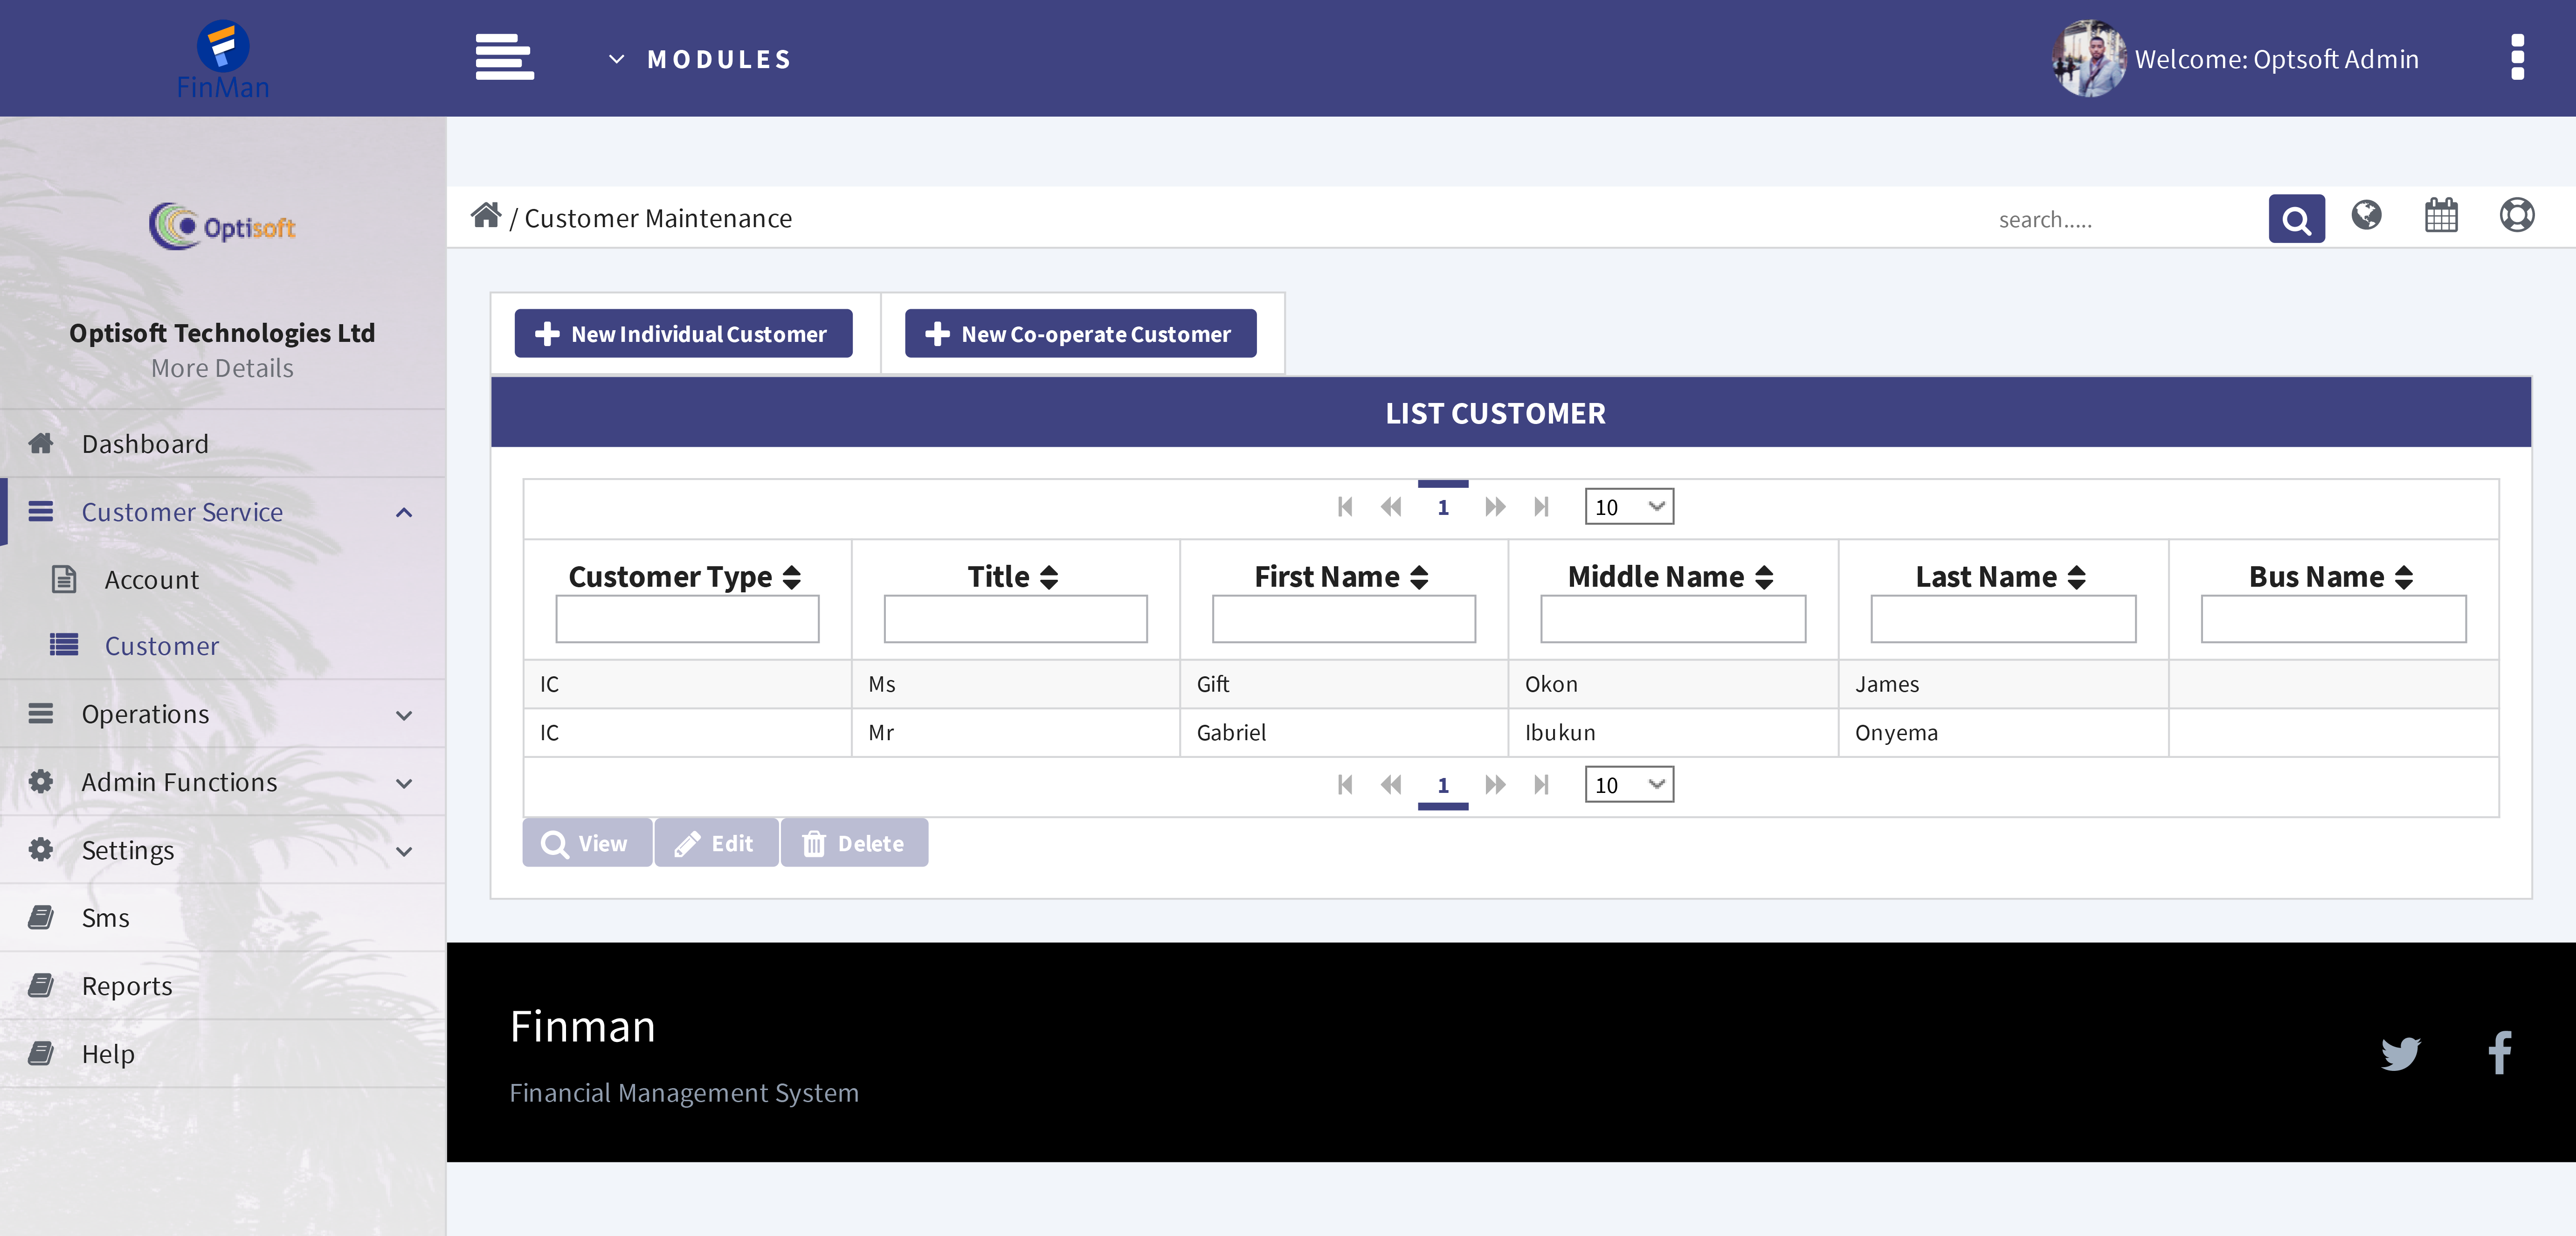 FinMan
MODULES
Welcome: Optsoft Admin
Optisoft
Optisoft Technologies Ltd
More Details
Dashboard
Customer Service
Account
Customer
Operations
Admin Functions
Settings
Sms
Reports
Help
/ Customer Maintenance
search.....
New Individual Customer
New Co-operate Customer
LIST CUSTOMER
1
10
Customer Type Title First Name Middle Name Last Name Bus Name
IC Ms Gift Okon James
IC Mr Gabriel Ibukun Onyema
1
10
View Edit Delete
Finman
Financial Management System